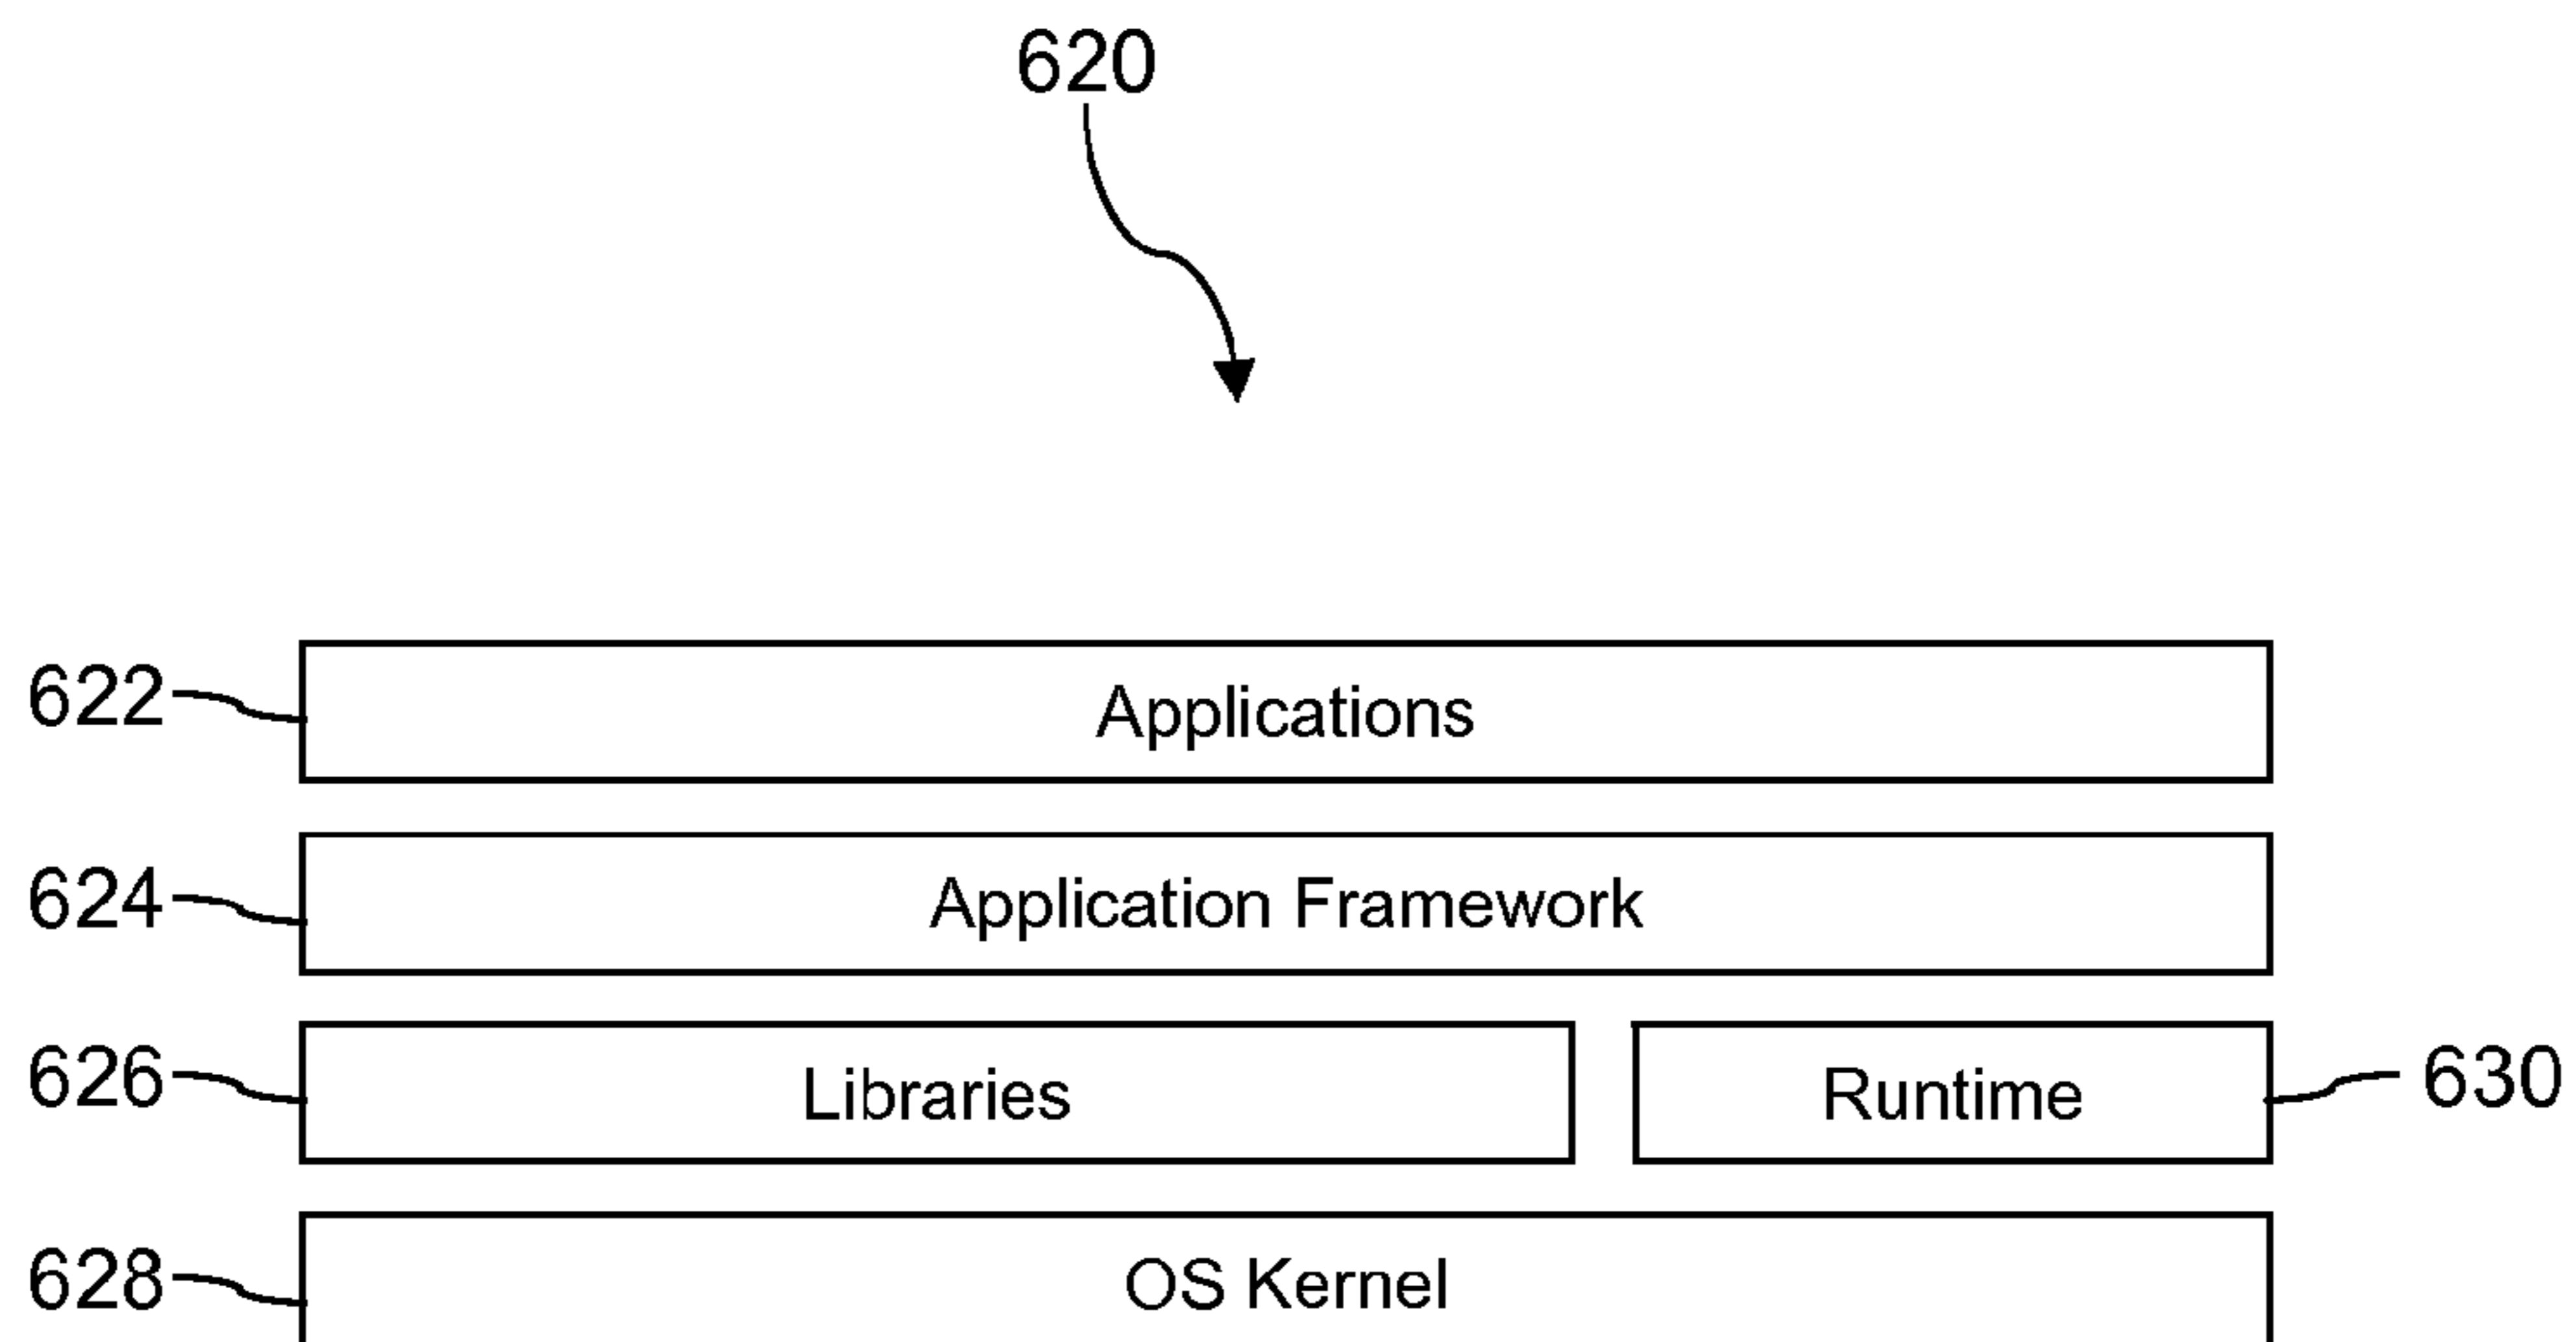 620
622 Applications
624 Application Framework
626 Libraries Runtime 630
628 OS Kernel